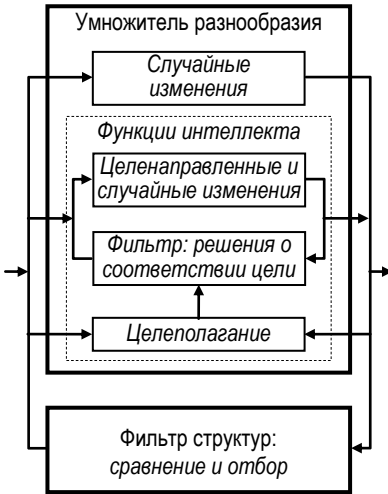 Умножитель разнообразия
Случайные
изменения
Функции интеллекта
Целенаправленные и
случайные изменения
Фильтр: решения о
соответствии цели
Целеполагание
Фильтр структур:
сравнение и отбор